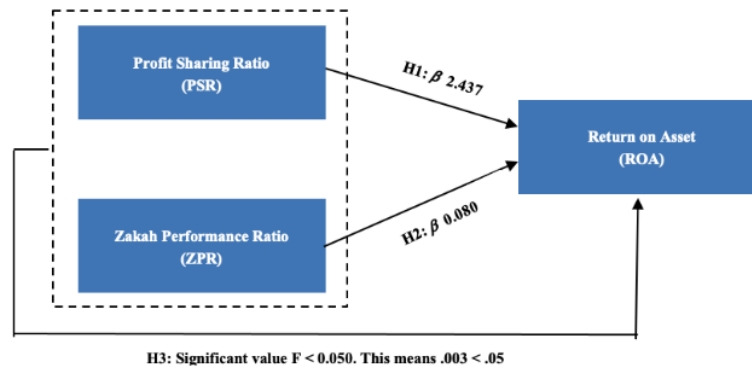 Profit Sharing Ratio
(PSR)
H1: β 2.437
Return on Asset
(ROA)
Zakah Performance Ratio
(ZPR)
H2: β 0.080
H3: Significant value F < 0.050. This means .003 < .05